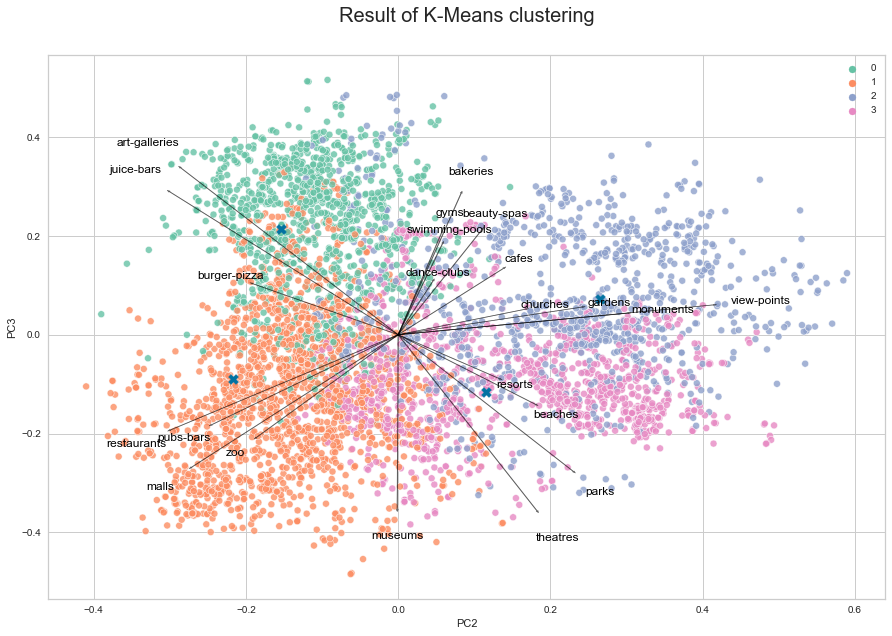 Result of K-Means clustering
0
1
2
3
art-galleries
juice-bars
bakeries
gyms
beauty-spas
swimming-pools
cafes
dance-clubs
burger-pizza
churches
gardens
monuments
view-points
resorts
beaches
restaurants
pubs-bars
zoo
malls
parks
museums
theatres
0.4
0.2
0.0
−0.2
−0.4
PC3
−0.4
−0.2
0.0
0.2
0.4
0.6
PC2